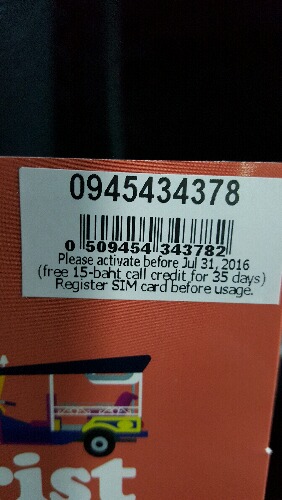 0945434378
0 509454 343782
Please activate before Jul 31, 2016
(free 15-baht call credit for 35 days)
Register SIM card before usage.
rist